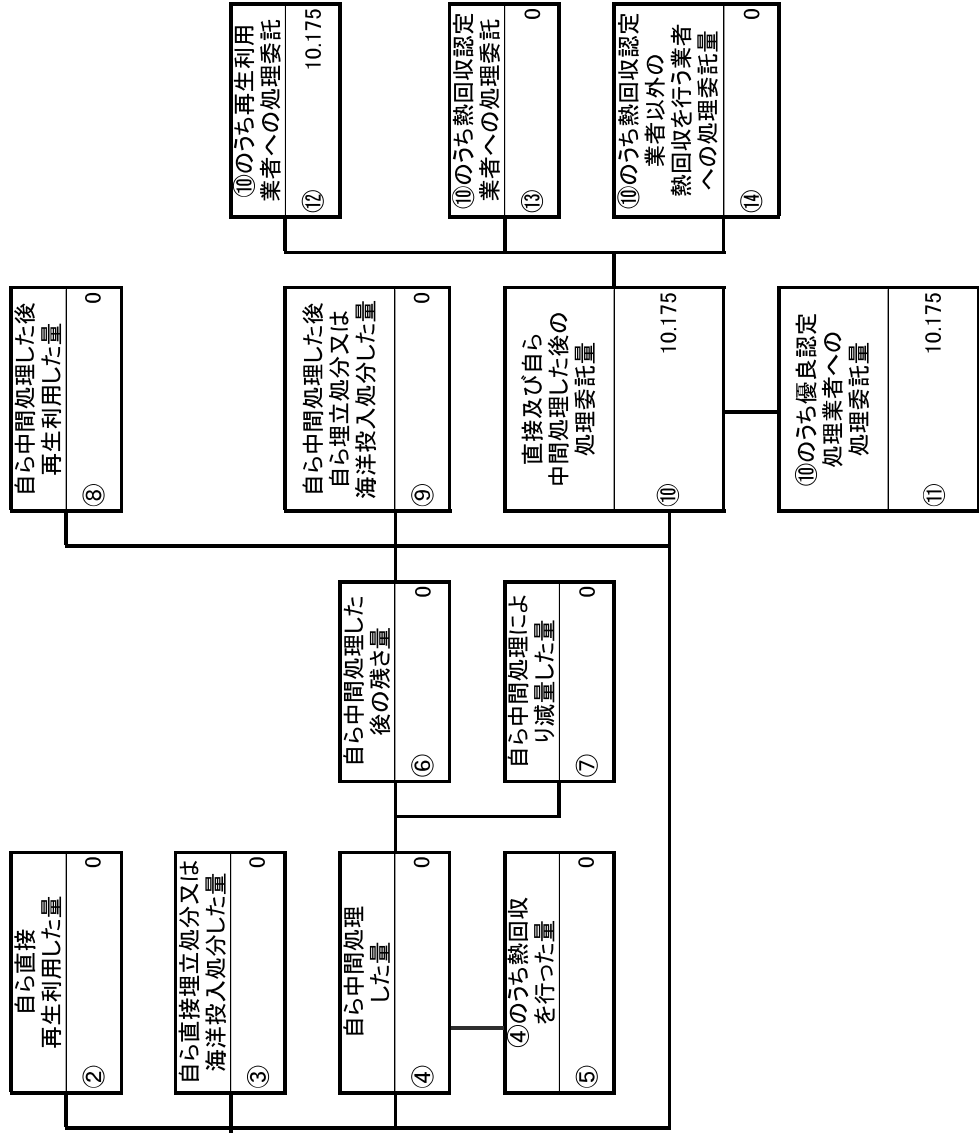 自ら直接
再生利用した量
② 0
自ら直接埋立処分又は
海洋投入処分した量
③ 0
自ら中間処理
した量
④ 0
④のうち熱回収
を行った量
⑤ 0
自ら中間処理した
後の残さ量
⑥ 0
自ら中間処理によ
り減量した量
⑦ 0
自ら中間処理した後
再生利用した量
⑧ 0
自ら中間処理した後
自ら埋立処分又は
海洋投入処分した量
⑨ 0
直接及び自ら
中間処理した後の
処理委託量
⑩ 10.175
⑩のうち優良認定
処理業者への
処理委託量
⑪ 10.175
⑩のうち再生利用
業者への処理委託
⑫ 10.175
⑩のうち熱回収認定
業者への処理委託
⑬ 0
⑩のうち熱回収認定
業者以外の
熱回収を行う業者
への処理委託量
⑭ 0